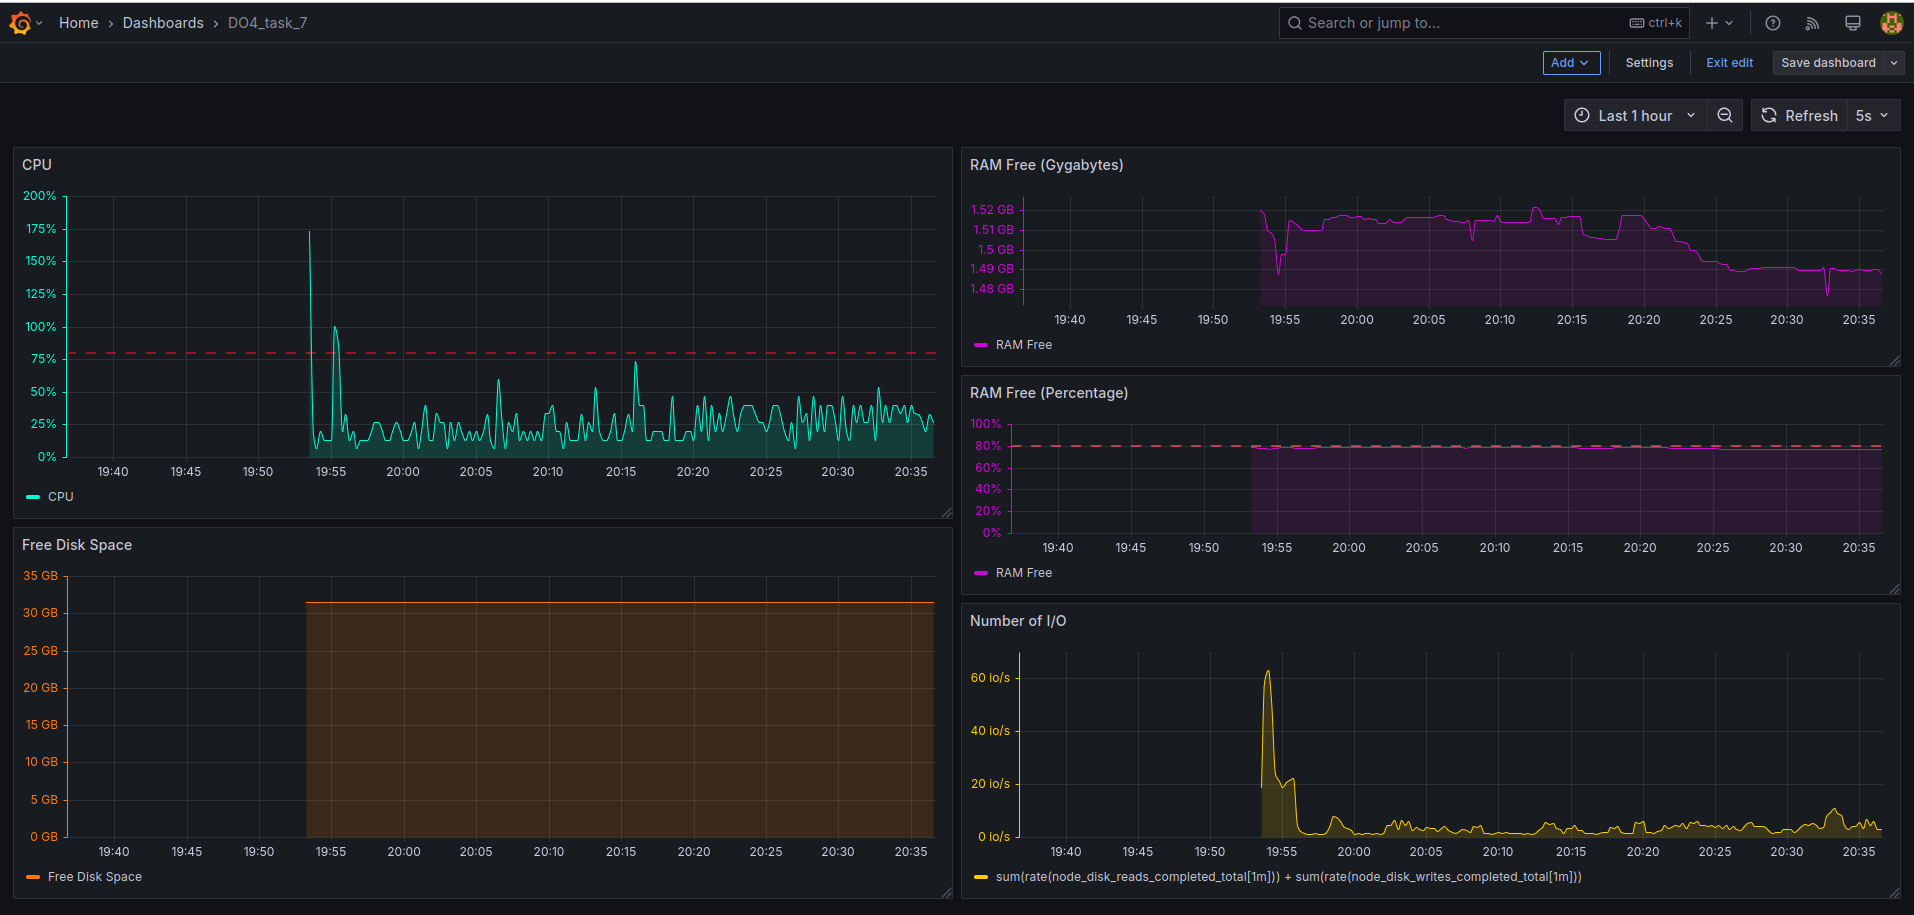 Home › Dashboards › DO4_task_7
Search or jump to... ctrl+k
Add
Settings
Exit edit
Save dashboard
Last 1 hour
Refresh 5s
CPU
200%
175%
150%
125%
100%
75%
50%
25%
0%
19:40 19:45 19:50 19:55 20:00 20:05 20:10 20:15 20:20 20:25 20:30 20:35
CPU
RAM Free (Gygabytes)
1.52 GB
1.51 GB
1.5 GB
1.49 GB
1.48 GB
19:40 19:45 19:50 19:55 20:00 20:05 20:10 20:15 20:20 20:25 20:30 20:35
RAM Free
RAM Free (Percentage)
100%
80%
60%
40%
20%
0%
19:40 19:45 19:50 19:55 20:00 20:05 20:10 20:15 20:20 20:25 20:30 20:35
RAM Free
Free Disk Space
35 GB
30 GB
25 GB
20 GB
15 GB
10 GB
5 GB
0 GB
19:40 19:45 19:50 19:55 20:00 20:05 20:10 20:15 20:20 20:25 20:30 20:35
Free Disk Space
Number of I/O
60 io/s
40 io/s
20 io/s
0 io/s
19:40 19:45 19:50 19:55 20:00 20:05 20:10 20:15 20:20 20:25 20:30 20:35
sum(rate(node_disk_reads_completed_total[1m])) + sum(rate(node_disk_writes_completed_total[1m]))